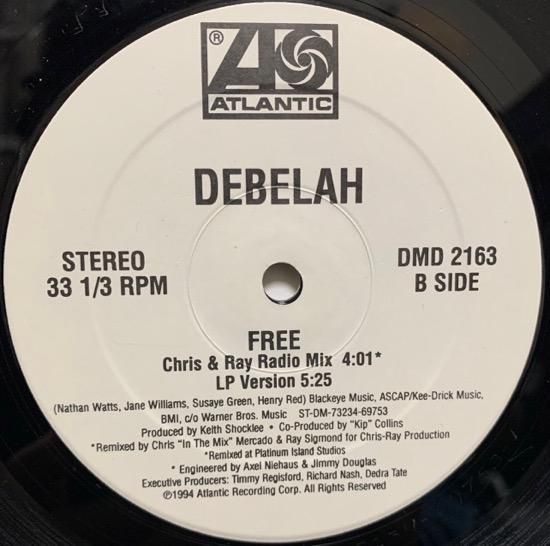 ®
ATLANTIC
DEBELAH
STEREO
33 1/3 RPM
DMD 2163
B SIDE
FREE
Chris & Ray Radio Mix 4:01*
LP Version 5:25
(Nathan Watts, Jane Williams, Susaye Green, Henry Red) Blackeye Music, ASCAP/Kee-Drick Music,
BMI, c/o Warner Bros. Music ST-DM-73234-69753
Produced by Keith Shocklee • Co-Produced by "Kip" Collins
*Remixed by Chris "In The Mix" Mercado & Ray Sigmond for Chris-Ray Production
*Remixed at Platinum Island Studios
* Engineered by Axel Niehaus & Jimmy Douglas
Executive Producers: Timmy Regisford, Richard Nash, Dedra Tate
℗1994 Atlantic Recording Corp. All Rights Reserved